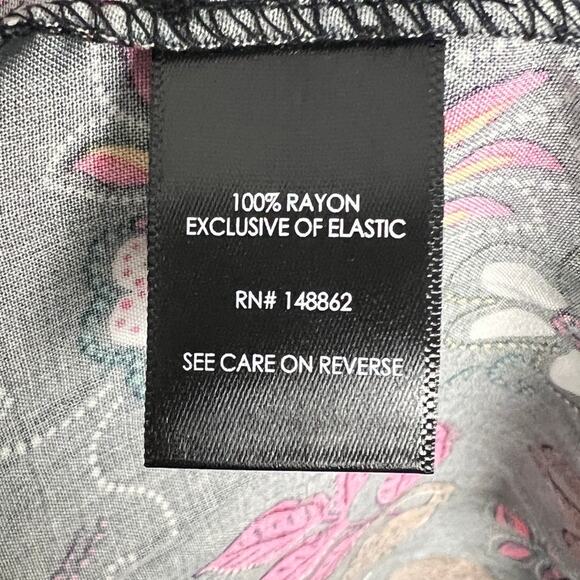 100% RAYON
EXCLUSIVE OF ELASTIC
RN# 148862
SEE CARE ON REVERSE